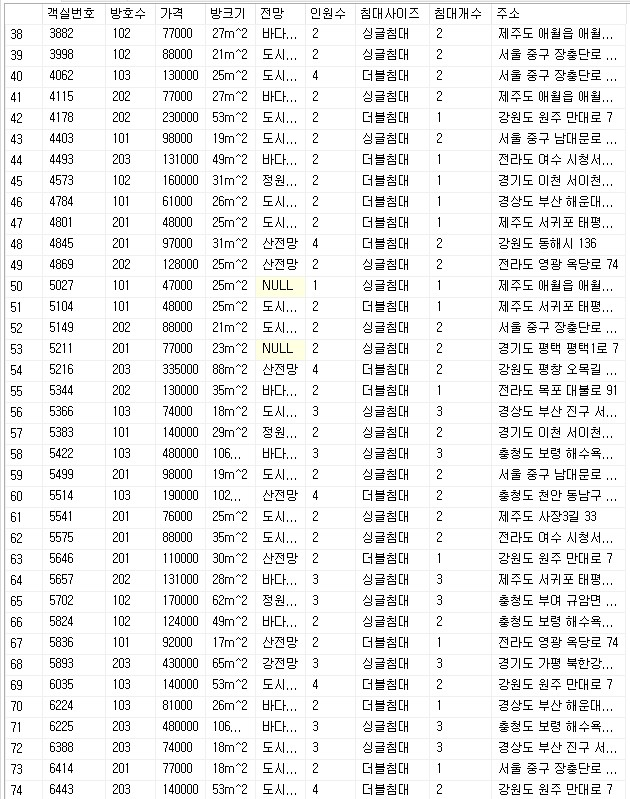 객실번호 방호수 가격 방크기 전망 인원수 침대사이즈 침대개수 주소
38 3882 102 77000 27m^2 바다... 2 싱글침대 2 제주도 애월읍 애월...
39 3998 102 88000 21m^2 도시... 2 싱글침대 2 서울 중구 장충단로 ...
40 4062 103 130000 25m^2 도시... 4 더블침대 2 서울 중구 장충단로 ...
41 4115 202 77000 27m^2 바다... 2 싱글침대 2 제주도 애월읍 애월...
42 4178 202 230000 53m^2 도시... 2 더블침대 1 강원도 원주 만대로 7
43 4403 101 98000 19m^2 도시... 2 싱글침대 2 서울 중구 남대문로 ...
44 4493 203 131000 49m^2 바다... 2 더블침대 1 전라도 여수 시청서...
45 4573 102 160000 31m^2 정원... 2 더블침대 1 경기도 이천 서이천...
46 4784 101 61000 26m^2 도시... 2 더블침대 1 경상도 부산 해운대...
47 4801 201 48000 25m^2 도시... 2 더블침대 1 제주도 서귀포 태평...
48 4845 201 97000 31m^2 산전망 4 더블침대 2 강원도 동해시 136
49 4869 202 128000 25m^2 산전망 2 싱글침대 2 전라도 영광 옥당로 74
50 5027 101 47000 25m^2 NULL 1 싱글침대 1 제주도 애월읍 애월...
51 5104 101 48000 25m^2 도시... 2 더블침대 1 제주도 서귀포 태평...
52 5149 202 88000 21m^2 도시... 2 싱글침대 2 서울 중구 장충단로 ...
53 5211 201 77000 23m^2 NULL 2 싱글침대 2 경기도 평택 평택1로 7
54 5216 203 335000 88m^2 산전망 4 더블침대 2 강원도 평창 오목길 ...
55 5344 202 130000 35m^2 바다... 2 더블침대 1 전라도 목포 대불로 91
56 5366 103 74000 18m^2 도시... 3 싱글침대 3 경상도 부산 진구 서...
57 5383 101 140000 29m^2 정원... 2 싱글침대 2 경기도 이천 서이천...
58 5422 103 480000 106,.. 바다... 3 싱글침대 3 충청도 보령 해수욕...
59 5499 201 98000 19m^2 도시... 2 싱글침대 2 서울 중구 남대문로 ...
60 5514 103 190000 102,.. 산전망 4 더블침대 2 충청도 천안 동남구 ...
61 5541 201 76000 25m^2 도시... 2 싱글침대 2 제주도 사장3길 33
62 5575 201 88000 35m^2 도시... 2 싱글침대 2 전라도 여수 시청서...
63 5646 201 110000 30m^2 산전망 2 더블침대 1 강원도 원주 만대로 7
64 5657 202 131000 28m^2 바다... 3 싱글침대 3 제주도 서귀포 태평...
65 5702 102 170000 62m^2 정원... 3 싱글침대 3 충청도 부여 규암면 ...
66 5824 102 124000 49m^2 바다... 2 싱글침대 2 충청도 보령 해수욕...
67 5836 101 92000 17m^2 산전망 2 더블침대 1 전라도 영광 옥당로 74
68 5893 203 430000 65m^2 강전망 3 싱글침대 3 경기도 가평 북한강...
69 6035 103 140000 53m^2 도시... 4 더블침대 2 강원도 원주 만대로 7
70 6224 103 81000 26m^2 바다... 2 더블침대 1 경상도 부산 해운대...
71 6225 203 480000 106,.. 바다... 3 싱글침대 3 충청도 보령 해수욕...
72 6388 203 74000 18m^2 도시... 3 싱글침대 3 경상도 부산 진구 서...
73 6414 201 77000 18m^2 도시... 2 더블침대 1 서울 중구 장충단로 ...
74 6443 203 140000 53m^2 도시... 4 더블침대 2 강원도 원주 만대로 7